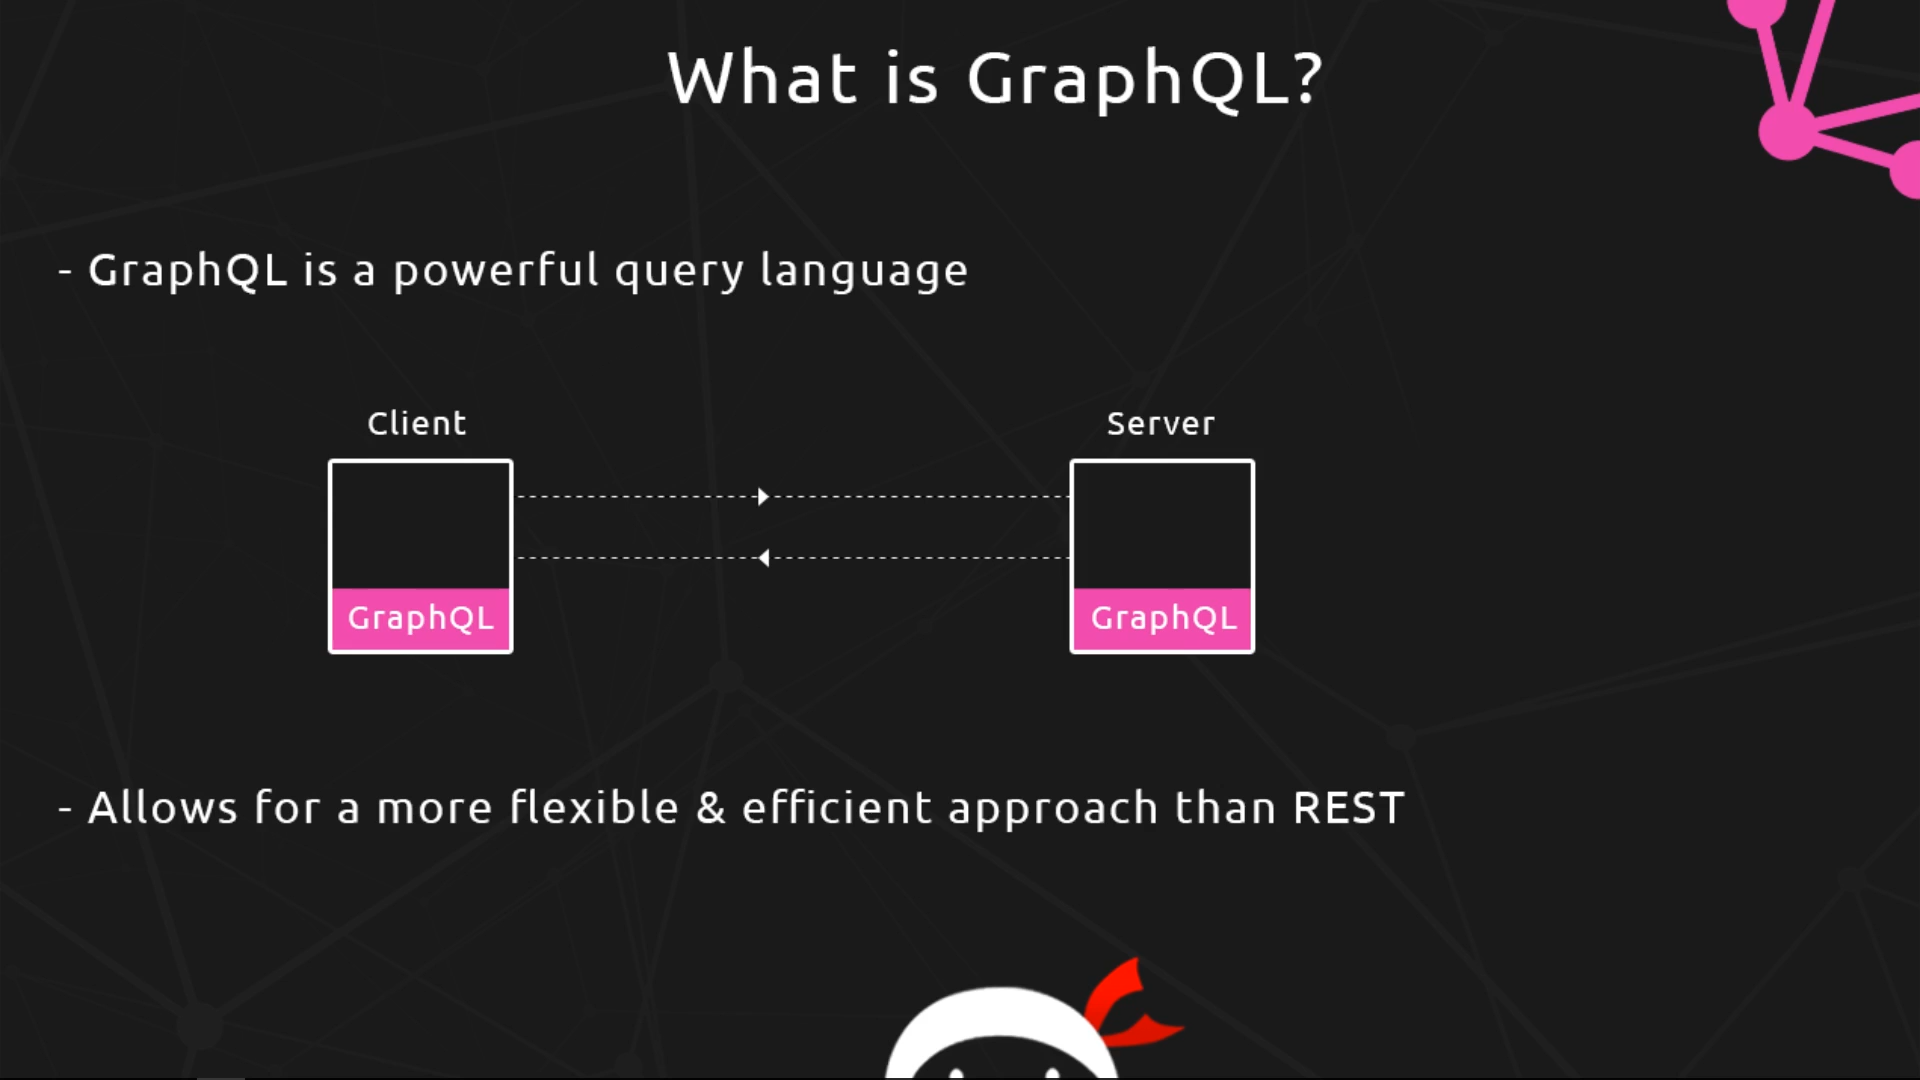 What is GraphQL?
- GraphQL is a powerful query language
Client
Server
GraphQL
GraphQL
- Allows for a more flexible & efficient approach than REST